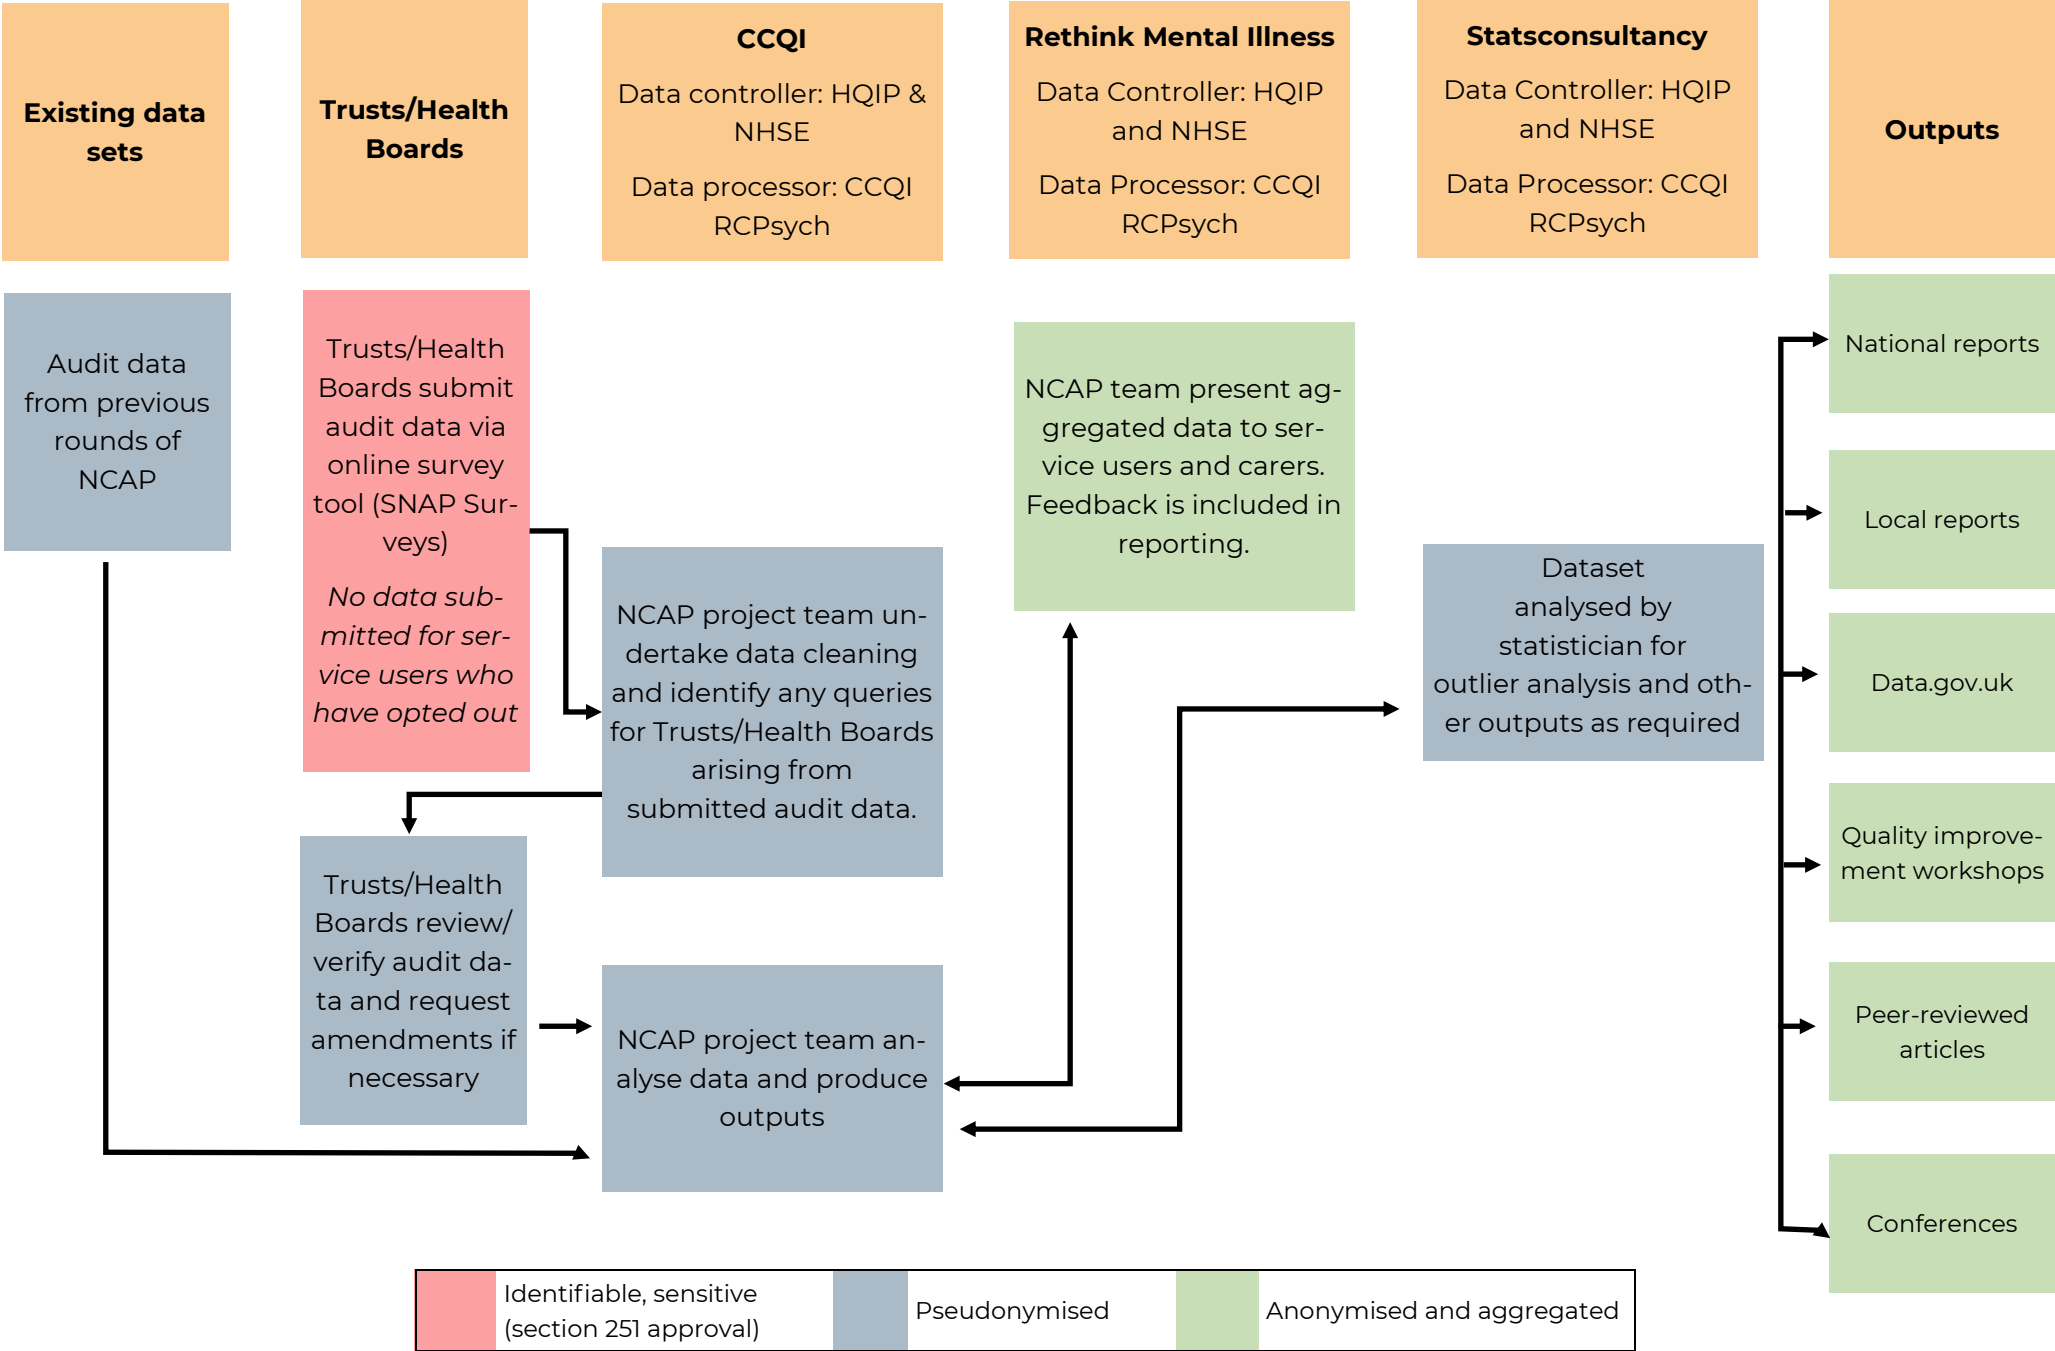 Existing data
sets
Trusts/Health
Boards
CCQI
Data controller: HQIP &
NHSE
Data processor: CCQI
RCPsych
Rethink Mental Illness
Data Controller: HQIP
and NHSE
Data Processor: CCQI
RCPsych
Statsconsultancy
Data Controller: HQIP
and NHSE
Data Processor: CCQI
RCPsych
Outputs
Audit data
from previous
rounds of
NCAP
Trusts/Health
Boards submit
audit data via
online survey
tool (SNAP Sur-
veys)
No data sub-
mitted for ser-
vice users who
have opted out
NCAP project team un-
dertake data cleaning
and identify any queries
for Trusts/Health Boards
arising from
submitted audit data.
Trusts/Health
Boards review/
verify audit da-
ta and request
amendments if
necessary
NCAP project team an-
alyse data and produce
outputs
NCAP team present ag-
gregated data to ser-
vice users and carers.
Feedback is included in
reporting.
Dataset
analysed by
statistician for
outlier analysis and oth-
er outputs as required
National reports
Local reports
Data.gov.uk
Quality improve-
ment workshops
Peer-reviewed
articles
Conferences
Identifiable, sensitive
(section 251 approval)
Pseudonymised
Anonymised and aggregated